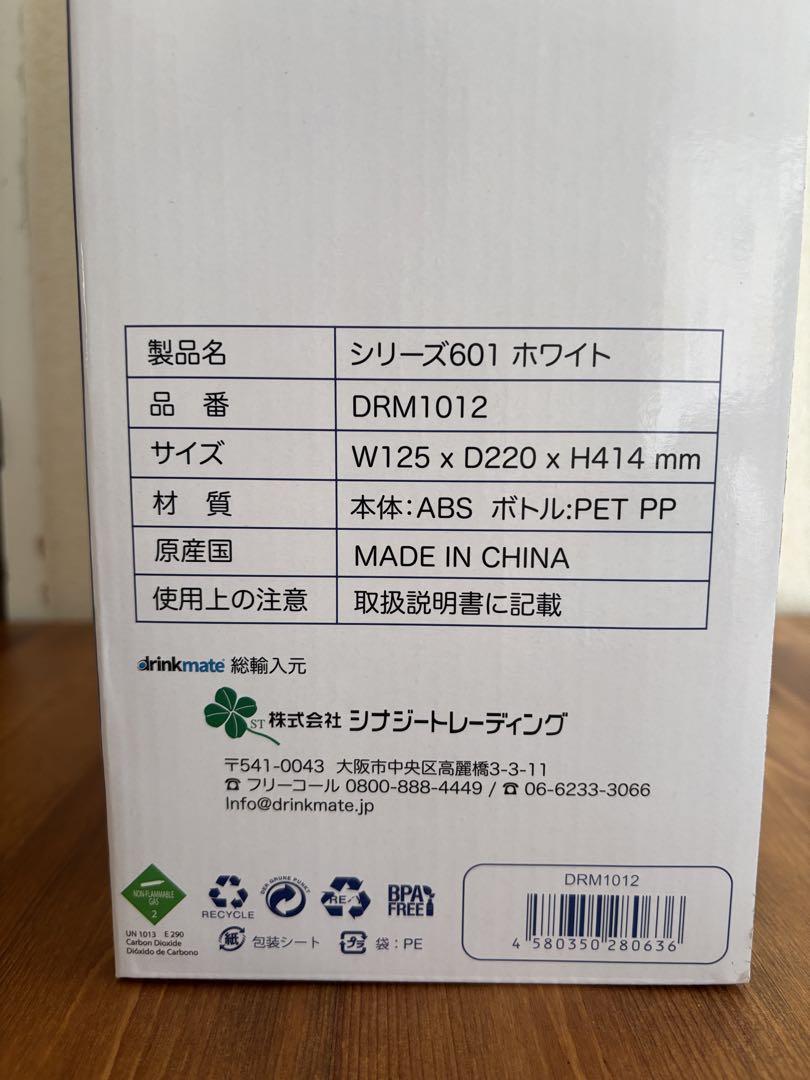 製品名 シリーズ601 ホワイト
品 番 DRM1012
サイズ W125 x D220 x H414 mm
材 質 本体:ABS ボトル:PET PP
原産国 MADE IN CHINA
使用上の注意 取扱説明書に記載
drinkmate 総輸入元
ST 株式会社 シナジートレーディング
〒541-0043 大阪市中央区高麗橋3-3-11
☎ フリーコール 0800-888-4449 / ☎ 06-6233-3066
Info@drinkmate.jp
NON-FLAMMABLE
GAS
2
UN 1013 E 290
Carbon Dioxide
Dióxido de Carbono
RECYCLE
DER GRÜNE PUNKT
RE/Y
BPA
FREE
紙 包装シート
プラ 袋:PE
DRM1012
4 580350 280636